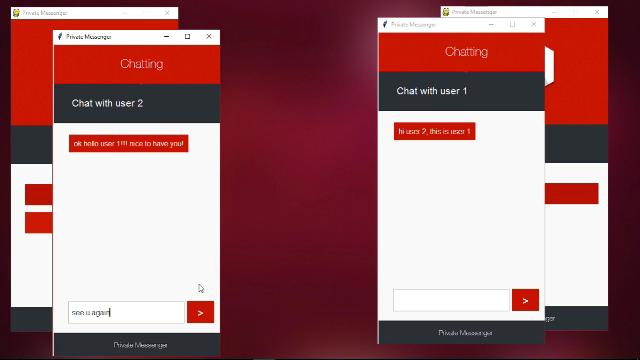 Private Messenger
Private Messenger
Chatting
Chat with user 2
ok hello user 1!!!! nice to have you!
see u again
>
Private Messenger
Private Messenger
Private Messenger
Chatting
Chat with user 1
hi user 2, this is user 1
>
Private Messenger